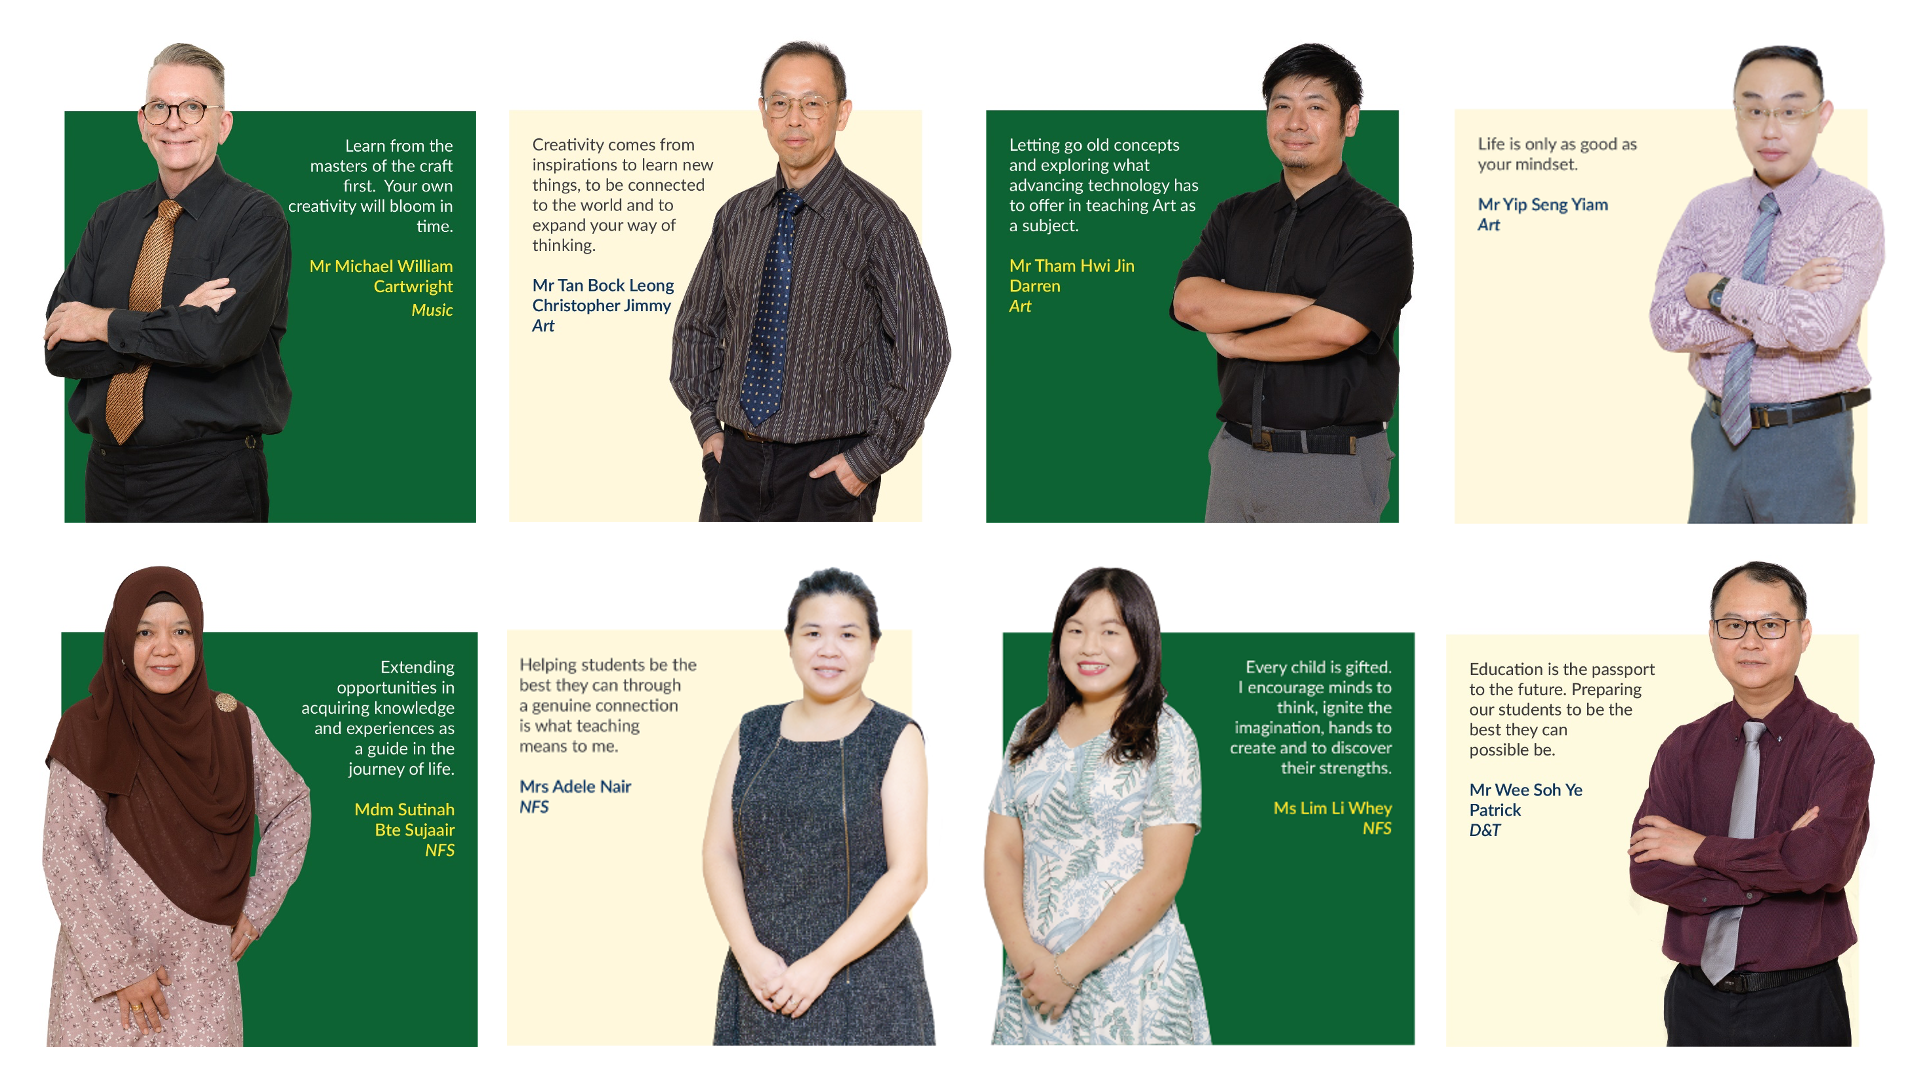 Learn from the
masters of the craft
first.  Your own
creativity will bloom in
time.
Mr Michael William
Cartwright
Music
Creativity comes from
inspirations to learn new
things, to be connected
to the world and to
expand your way of
thinking.
Mr Tan Bock Leong
Christopher Jimmy
Art
Letting go old concepts
and exploring what
advancing technology has
to offer in teaching Art as
a subject.
Mr Tham Hwi Jin
Darren
Art
Life is only as good as
your mindset.
Mr Yip Seng Yiam
Art
Extending
opportunities in
acquiring knowledge
and experiences as
a guide in the
journey of life.
Mdm Sutinah
Bte Sujaair
NFS
Helping students be the
best they can through
a genuine connection
is what teaching
means to me.
Mrs Adele Nair
NFS
Every child is gifted.
I encourage minds to
think, ignite the
imagination, hands to
create and to discover
their strengths.
Ms Lim Li Whey
NFS
Education is the passport
to the future. Preparing
our students to be the
best they can
possible be.
Mr Wee Soh Ye
Patrick
D&T